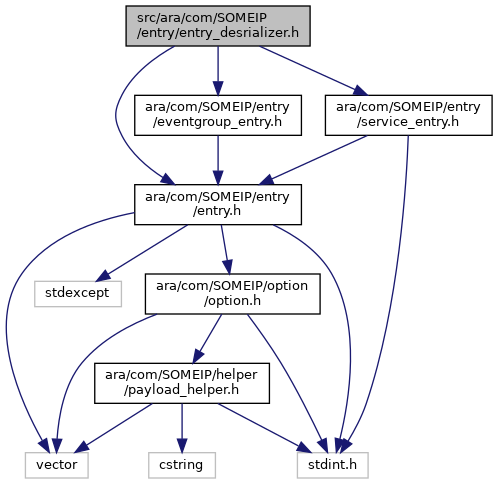 src/ara/com/SOMEIP
/entry/entry_desrializer.h
ara/com/SOMEIP/entry
/eventgroup_entry.h
ara/com/SOMEIP/entry
/service_entry.h
ara/com/SOMEIP/entry
/entry.h
stdexcept
ara/com/SOMEIP/option
/option.h
ara/com/SOMEIP/helper
/payload_helper.h
vector
cstring
stdint.h